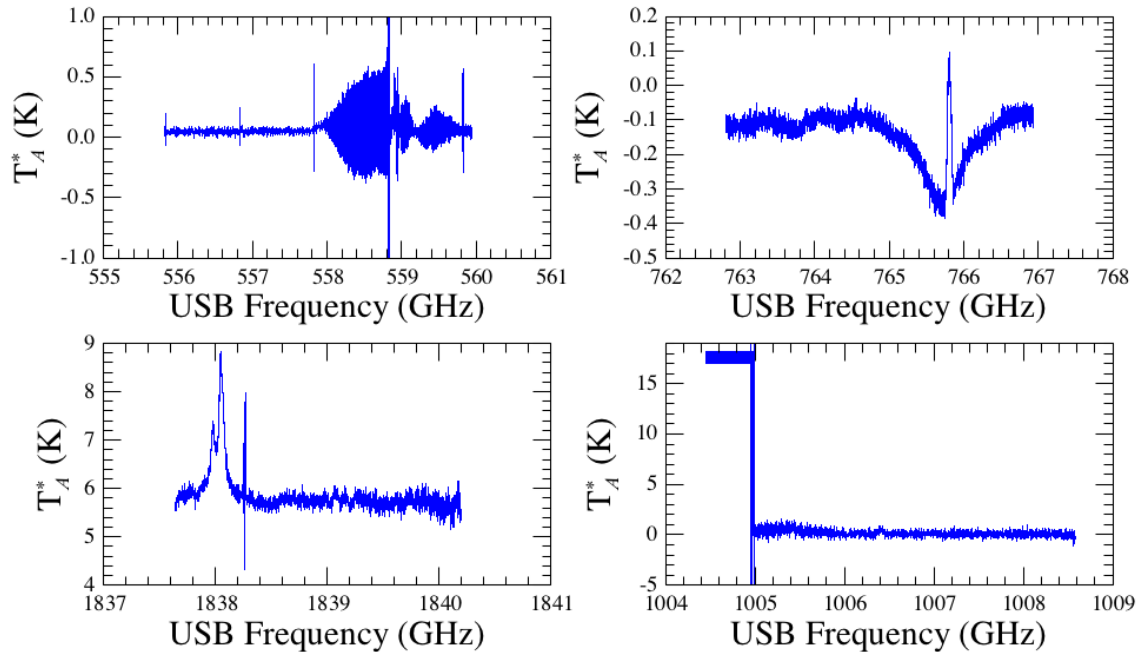 1.0
0.5
0.0
-0.5
-1.0
T*A (K)
555 556 557 558 559 560 561
USB Frequency (GHz)
0.2
0.1
0.0
-0.1
-0.2
-0.3
-0.4
-0.5
T*A (K)
762 763 764 765 766 767 768
USB Frequency (GHz)
9
8
7
6
5
4
T*A (K)
1837 1838 1839 1840 1841
USB Frequency (GHz)
15
10
5
0
-5
T*A (K)
1004 1005 1006 1007 1008 1009
USB Frequency (GHz)